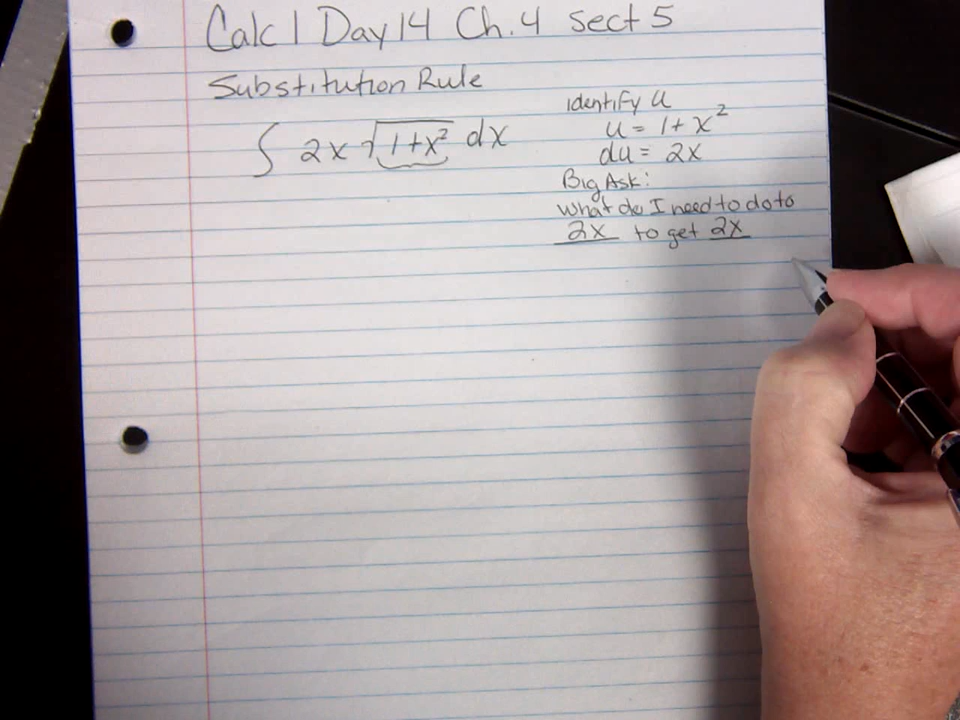 Calc 1 Day 14 Ch. 4 Sect 5
Substitution Rule
∫ 2x √(1+x²) dx
identify u
u = 1 + x²
du = 2x
Big Ask:
what do I need to do to
2x to get 2x